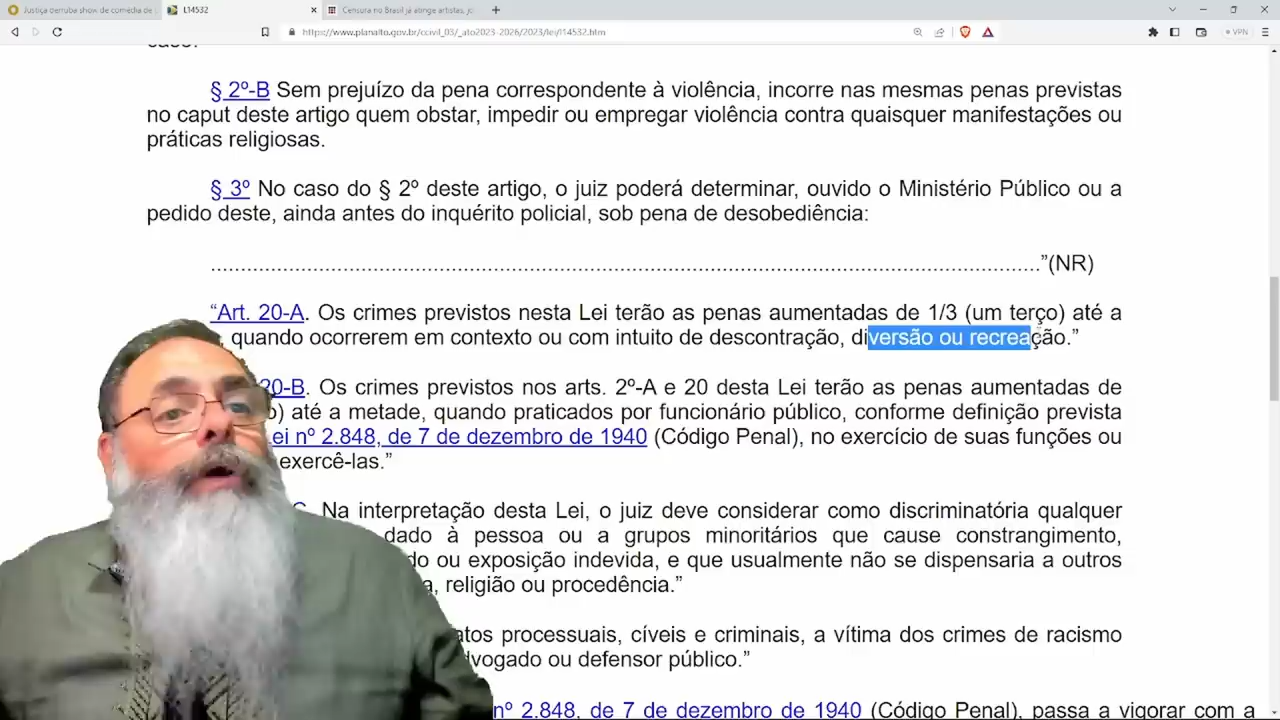 Justiça derruba show de comédia de
L14532
Censura no Brasil já atinge artistas, jo
https://www.planalto.gov.br/ccivil_03/_ato2023-2026/2023/lei/l14532.htm
VPN
caso.
§ 2º-B Sem prejuízo da pena correspondente à violência, incorre nas mesmas penas previstas
no caput deste artigo quem obstar, impedir ou empregar violência contra quaisquer manifestações ou
práticas religiosas.
§ 3º No caso do § 2º deste artigo, o juiz poderá determinar, ouvido o Ministério Público ou a
pedido deste, ainda antes do inquérito policial, sob pena de desobediência:
....................................................................................................................................”(NR)
“Art. 20-A. Os crimes previstos nesta Lei terão as penas aumentadas de 1/3 (um terço) até a
quando ocorrerem em contexto ou com intuito de descontração, diversão ou recreação.”
20-B. Os crimes previstos nos arts. 2º-A e 20 desta Lei terão as penas aumentadas de
o) até a metade, quando praticados por funcionário público, conforme definição prevista
Lei nº 2.848, de 7 de dezembro de 1940 (Código Penal), no exercício de suas funções ou
exercê-las.”
C. Na interpretação desta Lei, o juiz deve considerar como discriminatória qualquer
dado à pessoa ou a grupos minoritários que cause constrangimento,
do ou exposição indevida, e que usualmente não se dispensaria a outros
a, religião ou procedência.”
atos processuais, cíveis e criminais, a vítima dos crimes de racismo
dvogado ou defensor público.”
nº 2.848, de 7 de dezembro de 1940 (Código Penal), passa a vigorar com a